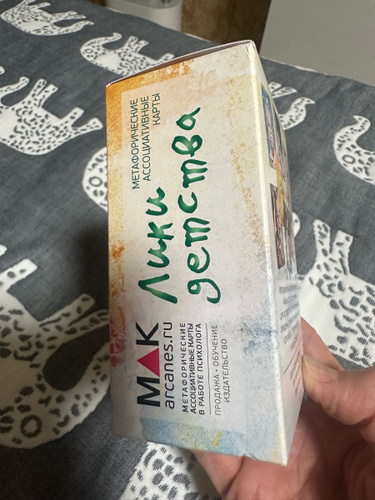 МЕТАФОРИЧЕСКИЕ
АССОЦИАТИВНЫЕ
КАРТЫ
Лики
детства
МАК
arcanes.ru
МЕТАФОРИЧЕСКИЕ
АССОЦИАТИВНЫЕ КАРТЫ
В РАБОТЕ ПСИХОЛОГА
ПРОДАЖА • ОБУЧЕНИЕ
ИЗДАТЕЛЬСТВО